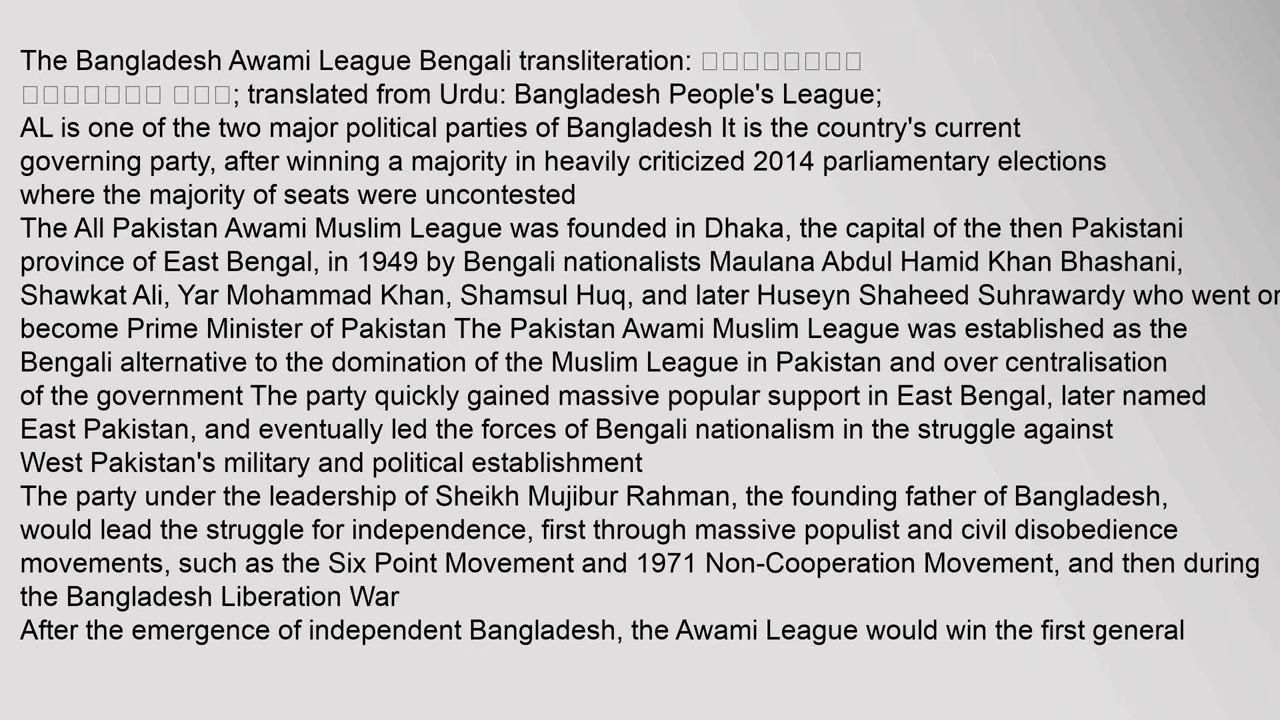 The Bangladesh Awami League Bengali transliteration:
; translated from Urdu: Bangladesh People's League;
AL is one of the two major political parties of Bangladesh It is the country's current
governing party, after winning a majority in heavily criticized 2014 parliamentary elections
where the majority of seats were uncontested
The All Pakistan Awami Muslim League was founded in Dhaka, the capital of the then Pakistani
province of East Bengal, in 1949 by Bengali nationalists Maulana Abdul Hamid Khan Bhashani,
Shawkat Ali, Yar Mohammad Khan, Shamsul Huq, and later Huseyn Shaheed Suhrawardy who went
become Prime Minister of Pakistan The Pakistan Awami Muslim League was established as the
Bengali alternative to the domination of the Muslim League in Pakistan and over centralisation
of the government The party quickly gained massive popular support in East Bengal, later named
East Pakistan, and eventually led the forces of Bengali nationalism in the struggle against
West Pakistan's military and political establishment
The party under the leadership of Sheikh Mujibur Rahman, the founding father of Bangladesh,
would lead the struggle for independence, first through massive populist and civil disobedience
movements, such as the Six Point Movement and 1971 Non-Cooperation Movement, and then during
the Bangladesh Liberation War
After the emergence of independent Bangladesh, the Awami League would win the first general